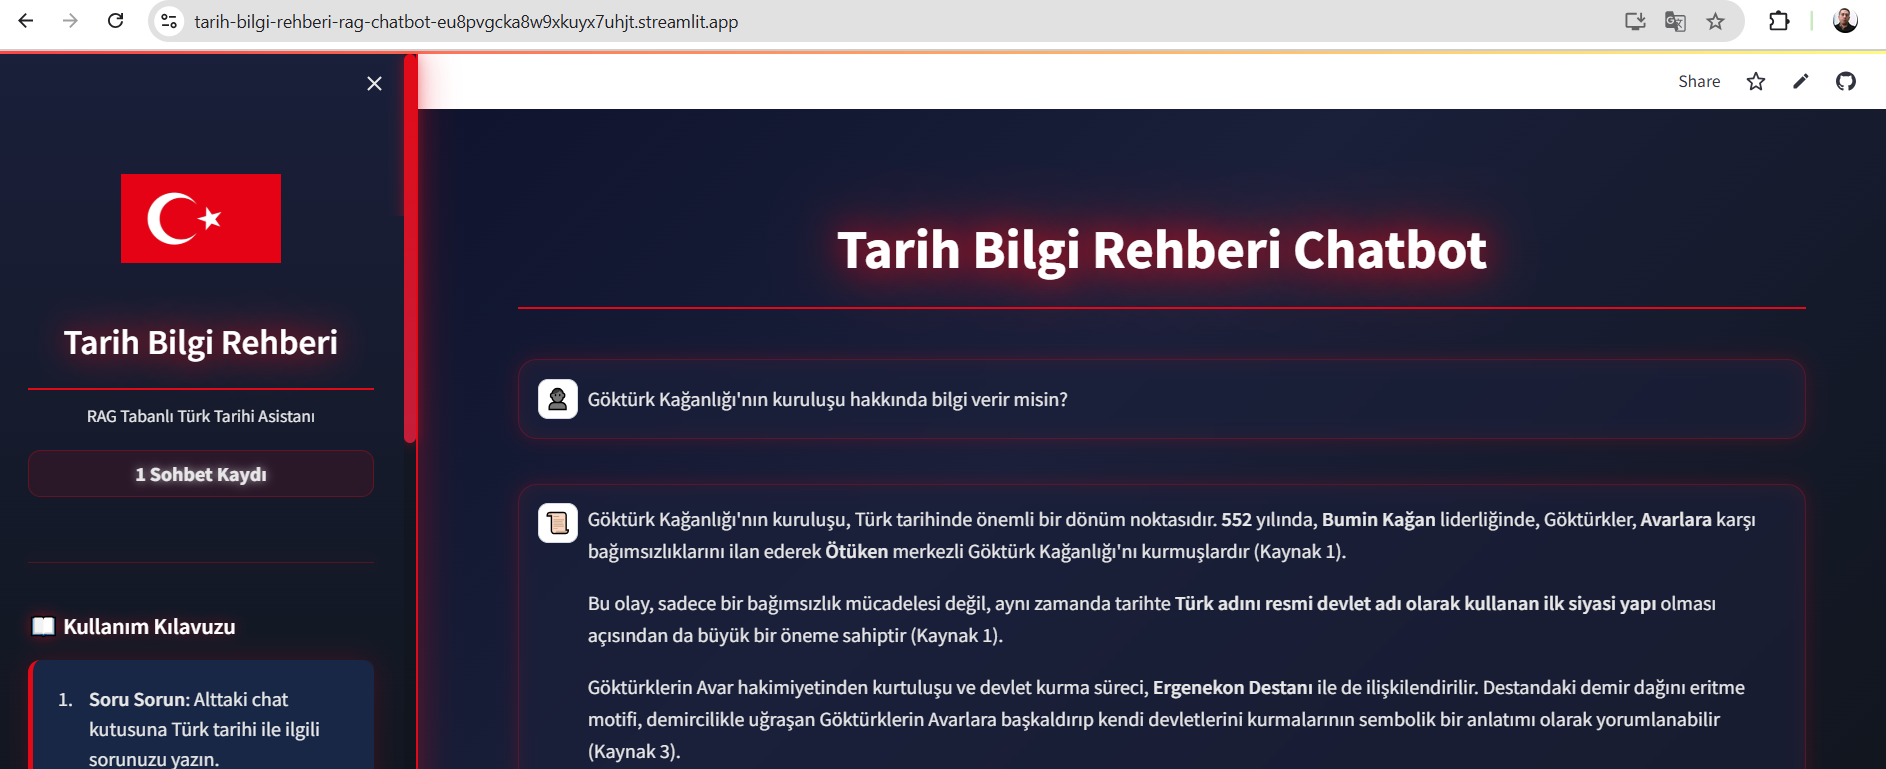 tarih-bilgi-rehberi-rag-chatbot-eu8pvgcka8w9xkuyx7uhjt.streamlit.app
Share
Tarih Bilgi Rehberi
RAG Tabanlı Türk Tarihi Asistanı
1 Sohbet Kaydı
📖 Kullanım Kılavuzu
1. Soru Sorun: Alttaki chat
kutusuna Türk tarihi ile ilgili
sorunuzu yazın.
Tarih Bilgi Rehberi Chatbot
Göktürk Kağanlığı'nın kuruluşu hakkında bilgi verir misin?
Göktürk Kağanlığı'nın kuruluşu, Türk tarihinde önemli bir dönüm noktasıdır. 552 yılında, Bumin Kağan liderliğinde, Göktürkler, Avarlara karşı
bağımsızlıklarını ilan ederek Ötüken merkezli Göktürk Kağanlığı'nı kurmuşlardır (Kaynak 1).
Bu olay, sadece bir bağımsızlık mücadelesi değil, aynı zamanda tarihte Türk adını resmi devlet adı olarak kullanan ilk siyasi yapı olması
açısından da büyük bir öneme sahiptir (Kaynak 1).
Göktürklerin Avar hakimiyetinden kurtuluşu ve devlet kurma süreci, Ergenekon Destanı ile de ilişkilendirilir. Destandaki demir dağını eritme
motifi, demircilikle uğraşan Göktürklerin Avarlara başkaldırıp kendi devletlerini kurmalarının sembolik bir anlatımı olarak yorumlanabilir
(Kaynak 3).